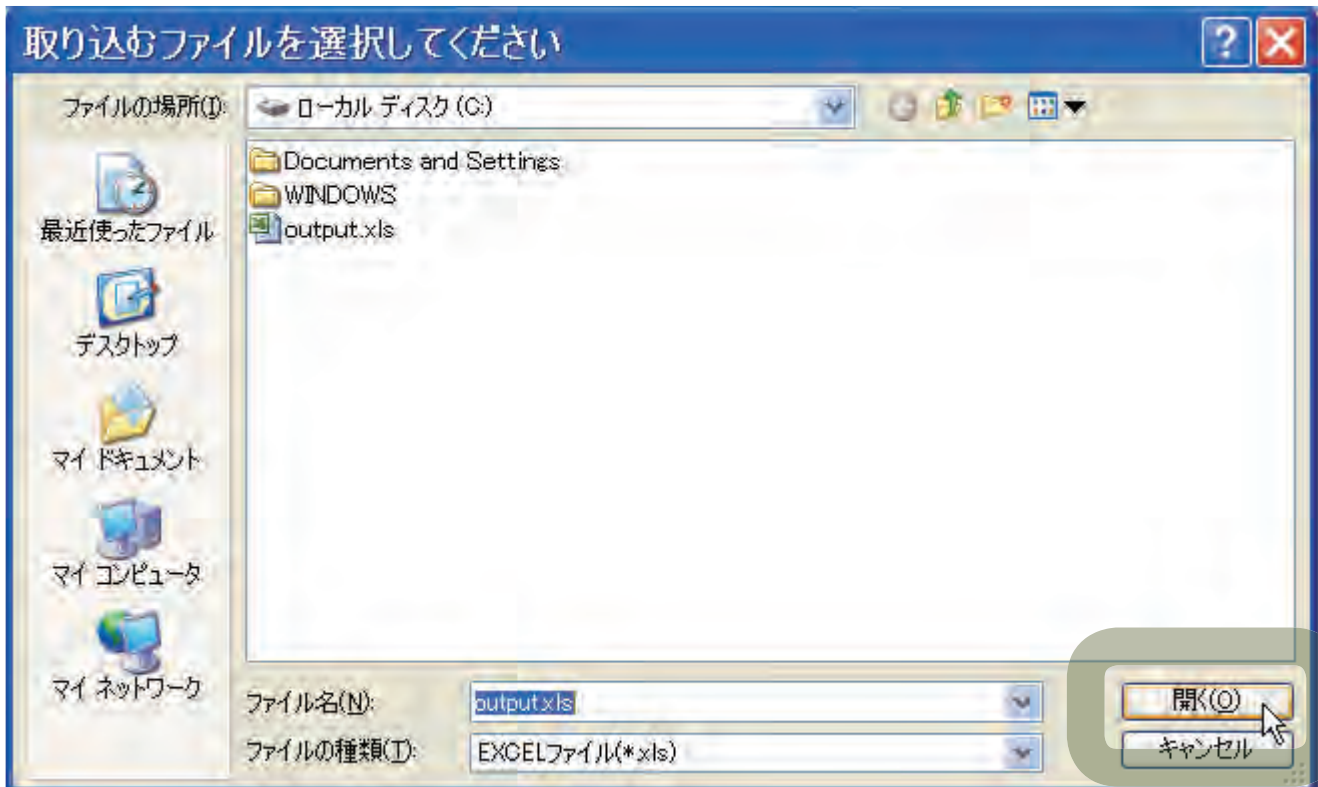 取り込むファイルを選択してください
ファイルの場所(I):
ローカル ディスク (C:)
最近使ったファイル
デスクトップ
マイ ドキュメント
マイ コンピュータ
マイ ネットワーク
Documents and Settings
WINDOWS
output.xls
ファイル名(N):
output.xls
開く(O)
ファイルの種類(T):
EXCELファイル(*.xls)
キャンセル